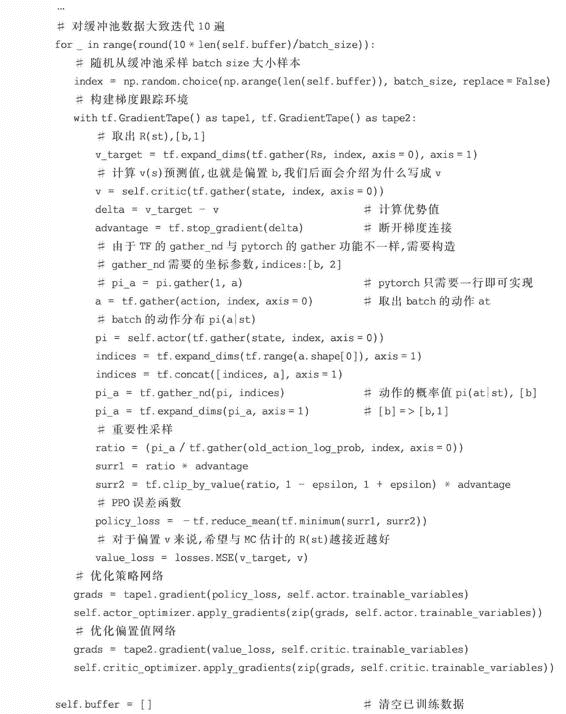 …
# 对缓冲池数据大致迭代 10 遍
for _ in range(round(10 * len(self.buffer)/batch_size)):
# 随机从缓冲池采样 batch size 大小样本
index = np.random.choice(np.arange(len(self.buffer)), batch_size, replace = False)
# 构建梯度跟踪环境
with tf.GradientTape() as tape1, tf.GradientTape() as tape2:
# 取出 R(st),[b,1]
v_target = tf.expand_dims(tf.gather(Rs, index, axis = 0), axis = 1)
# 计算 v(s)预测值,也就是偏置 b,我们后面会介绍为什么写成 v
v = self.critic(tf.gather(state, index, axis = 0))
delta = v_target - v # 计算优势值
advantage = tf.stop_gradient(delta) # 断开梯度连接
# 由于 TF 的 gather_nd 与 pytorch 的 gather 功能不一样,需要构造
# gather_nd 需要的坐标参数,indices:[b, 2]
# pi_a = pi.gather(1, a) # pytorch 只需要一行即可实现
a = tf.gather(action, index, axis = 0) # 取出 batch 的动作 at
# batch 的动作分布 pi(a|st)
pi = self.actor(tf.gather(state, index, axis = 0))
indices = tf.expand_dims(tf.range(a.shape[0]), axis = 1)
indices = tf.concat([indices, a], axis = 1)
pi_a = tf.gather_nd(pi, indices) # 动作的概率值 pi(at|st), [b]
pi_a = tf.expand_dims(pi_a, axis = 1) # [b] => [b,1]
# 重要性采样
ratio = (pi_a / tf.gather(old_action_log_prob, index, axis = 0))
surr1 = ratio * advantage
surr2 = tf.clip_by_value(ratio, 1 - epsilon, 1 + epsilon) * advantage
# PPO 误差函数
policy_loss = - tf.reduce_mean(tf.minimum(surr1, surr2))
# 对于偏置 v 来说,希望与 MC 估计的 R(st)越接近越好
value_loss = losses.MSE(v_target, v)
# 优化策略网络
grads = tape1.gradient(policy_loss, self.actor.trainable_variables)
self.actor_optimizer.apply_gradients(zip(grads, self.actor.trainable_variables))
# 优化偏置值网络
grads = tape2.gradient(value_loss, self.critic.trainable_variables)
self.critic_optimizer.apply_gradients(zip(grads, self.critic.trainable_variables))
self.buffer = [] # 清空已训练数据